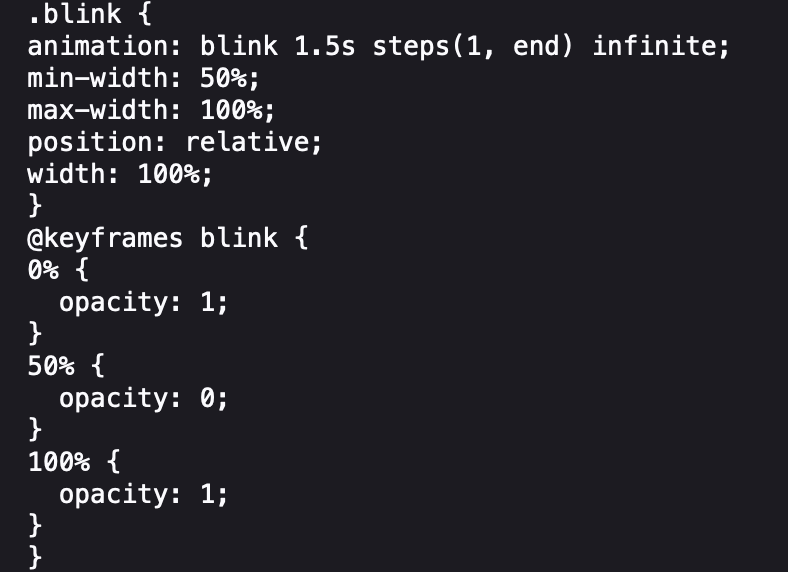 .blink {
animation: blink 1.5s steps(1, end) infinite;
min-width: 50%;
max-width: 100%;
position: relative;
width: 100%;
}
@keyframes blink {
0% {
  opacity: 1;
}
50% {
  opacity: 0;
}
100% {
  opacity: 1;
}
}